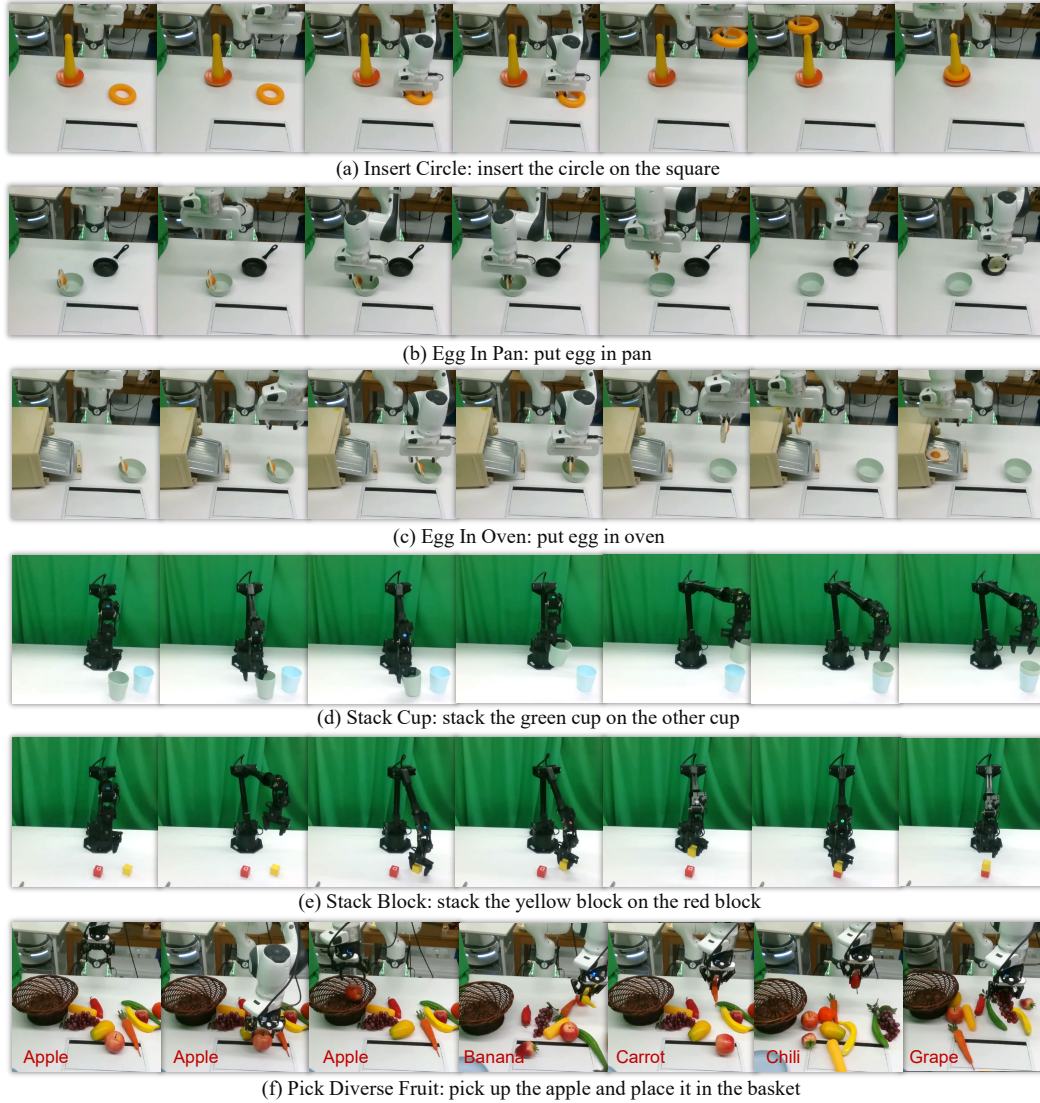 (a) Insert Circle: insert the circle on the square
(b) Egg In Pan: put egg in pan
(c) Egg In Oven: put egg in oven
(d) Stack Cup: stack the green cup on the other cup
(e) Stack Block: stack the yellow block on the red block
Apple Apple Apple Banana Carrot Chili Grape
(f) Pick Diverse Fruit: pick up the apple and place it in the basket